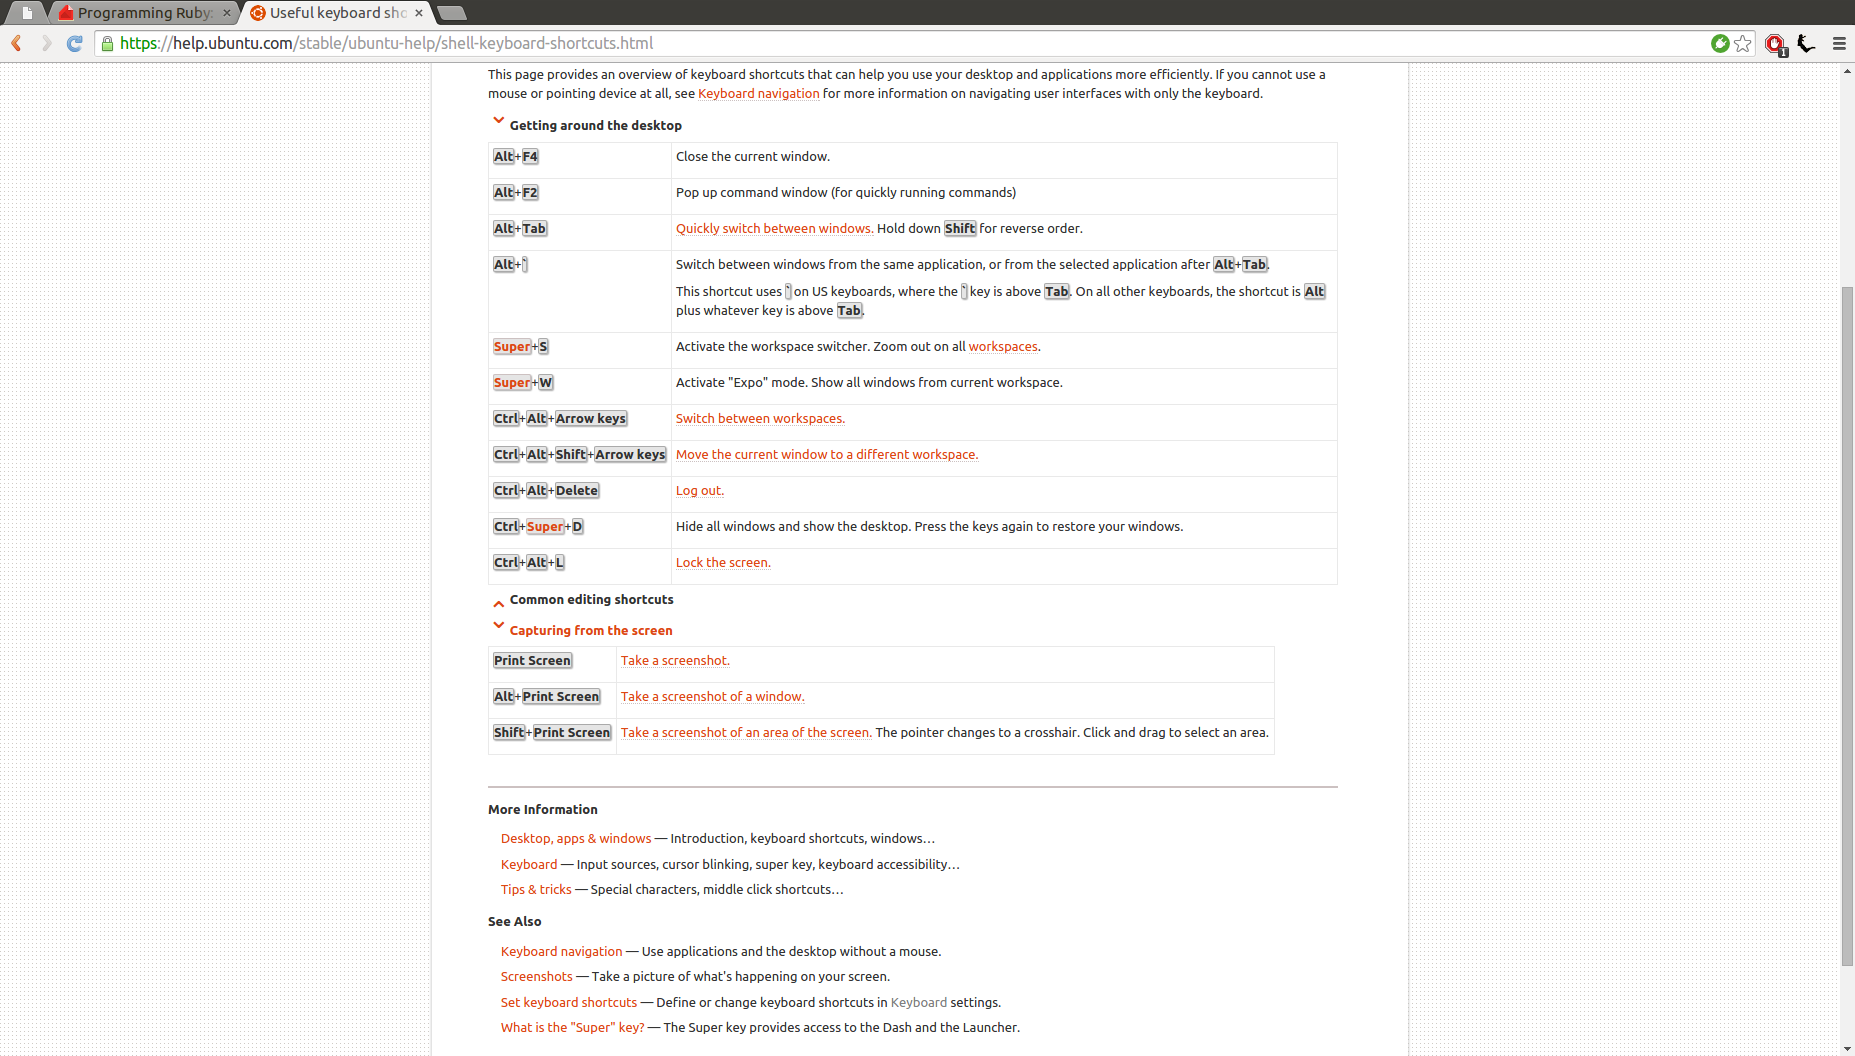 Programming Ruby:
Useful keyboard sho
https://help.ubuntu.com/stable/ubuntu-help/shell-keyboard-shortcuts.html
1
This page provides an overview of keyboard shortcuts that can help you use your desktop and applications more efficiently. If you cannot use a
mouse or pointing device at all, see Keyboard navigation for more information on navigating user interfaces with only the keyboard.
Getting around the desktop
Alt+F4 Close the current window.
Alt+F2 Pop up command window (for quickly running commands)
Alt+Tab Quickly switch between windows. Hold down Shift for reverse order.
Alt+` Switch between windows from the same application, or from the selected application after Alt+Tab.
This shortcut uses ` on US keyboards, where the ` key is above Tab. On all other keyboards, the shortcut is Alt
plus whatever key is above Tab.
Super+S Activate the workspace switcher. Zoom out on all workspaces.
Super+W Activate "Expo" mode. Show all windows from current workspace.
Ctrl+Alt+Arrow keys Switch between workspaces.
Ctrl+Alt+Shift+Arrow keys Move the current window to a different workspace.
Ctrl+Alt+Delete Log out.
Ctrl+Super+D Hide all windows and show the desktop. Press the keys again to restore your windows.
Ctrl+Alt+L Lock the screen.
Common editing shortcuts
Capturing from the screen
Print Screen Take a screenshot.
Alt+Print Screen Take a screenshot of a window.
Shift+Print Screen Take a screenshot of an area of the screen. The pointer changes to a crosshair. Click and drag to select an area.
More Information
Desktop, apps & windows — Introduction, keyboard shortcuts, windows…
Keyboard — Input sources, cursor blinking, super key, keyboard accessibility…
Tips & tricks — Special characters, middle click shortcuts…
See Also
Keyboard navigation — Use applications and the desktop without a mouse.
Screenshots — Take a picture of what's happening on your screen.
Set keyboard shortcuts — Define or change keyboard shortcuts in Keyboard settings.
What is the "Super" key? — The Super key provides access to the Dash and the Launcher.